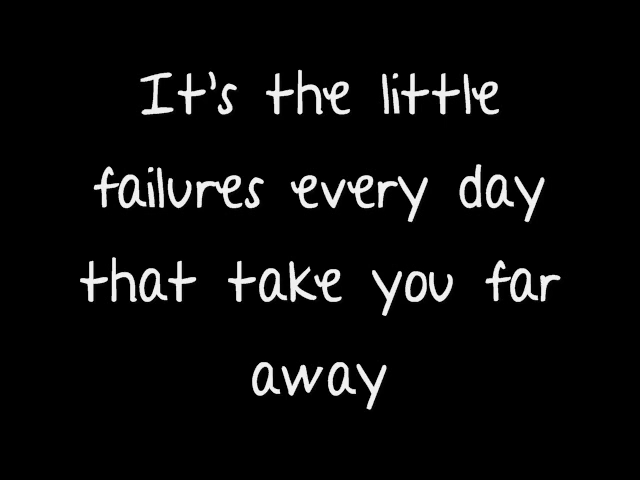 It's the little
failures every day
that take you far
away